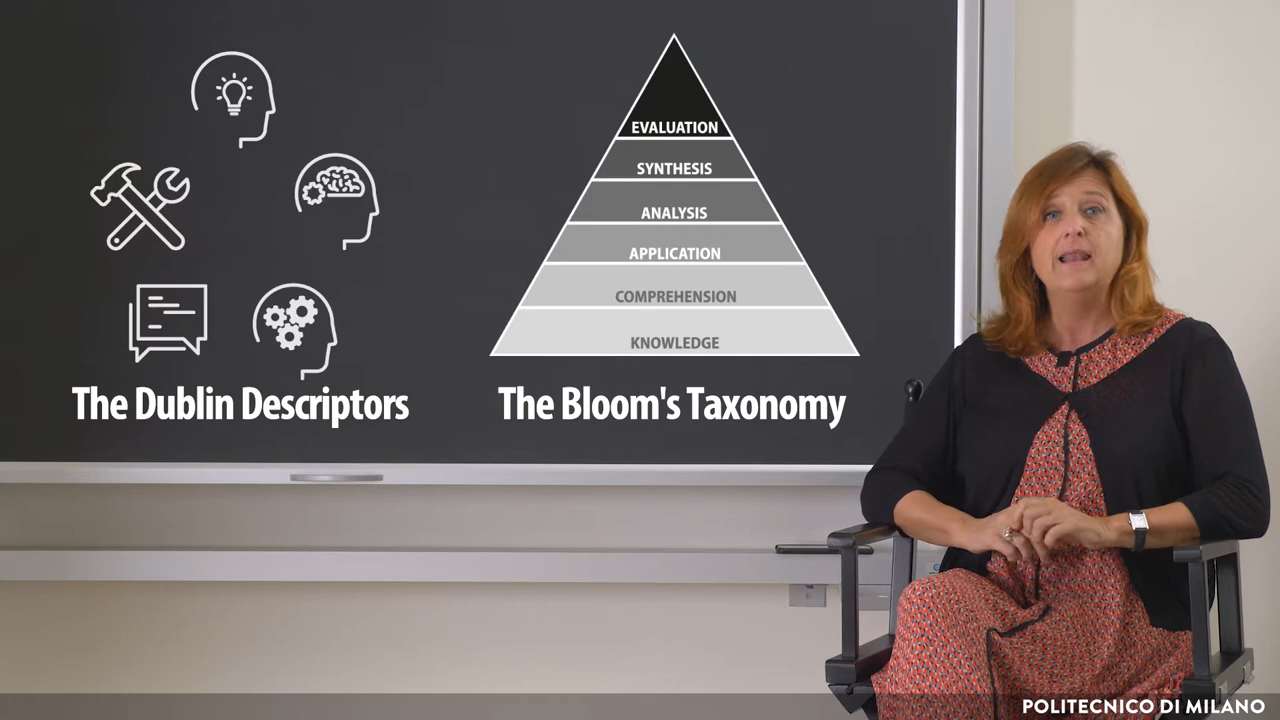 EVALUATION
SYNTHESIS
ANALYSIS
APPLICATION
COMPREHENSION
KNOWLEDGE
The Dublin Descriptors
The Bloom's Taxonomy
POLITECNICO DI MILANO